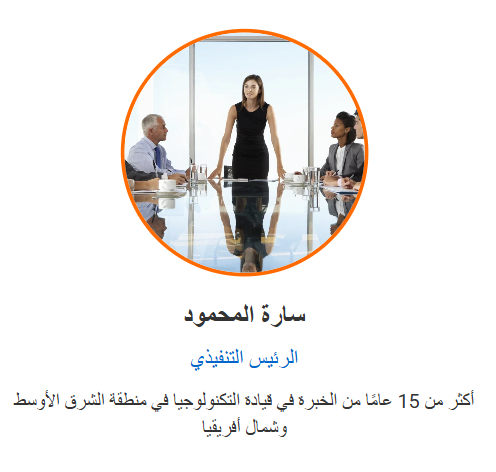 سارة المحمود
الرئيس التنفيذي
أكثر من 15 عامًا من الخبرة في قيادة التكنولوجيا في منطقة الشرق الأوسط
وشمال أفريقيا